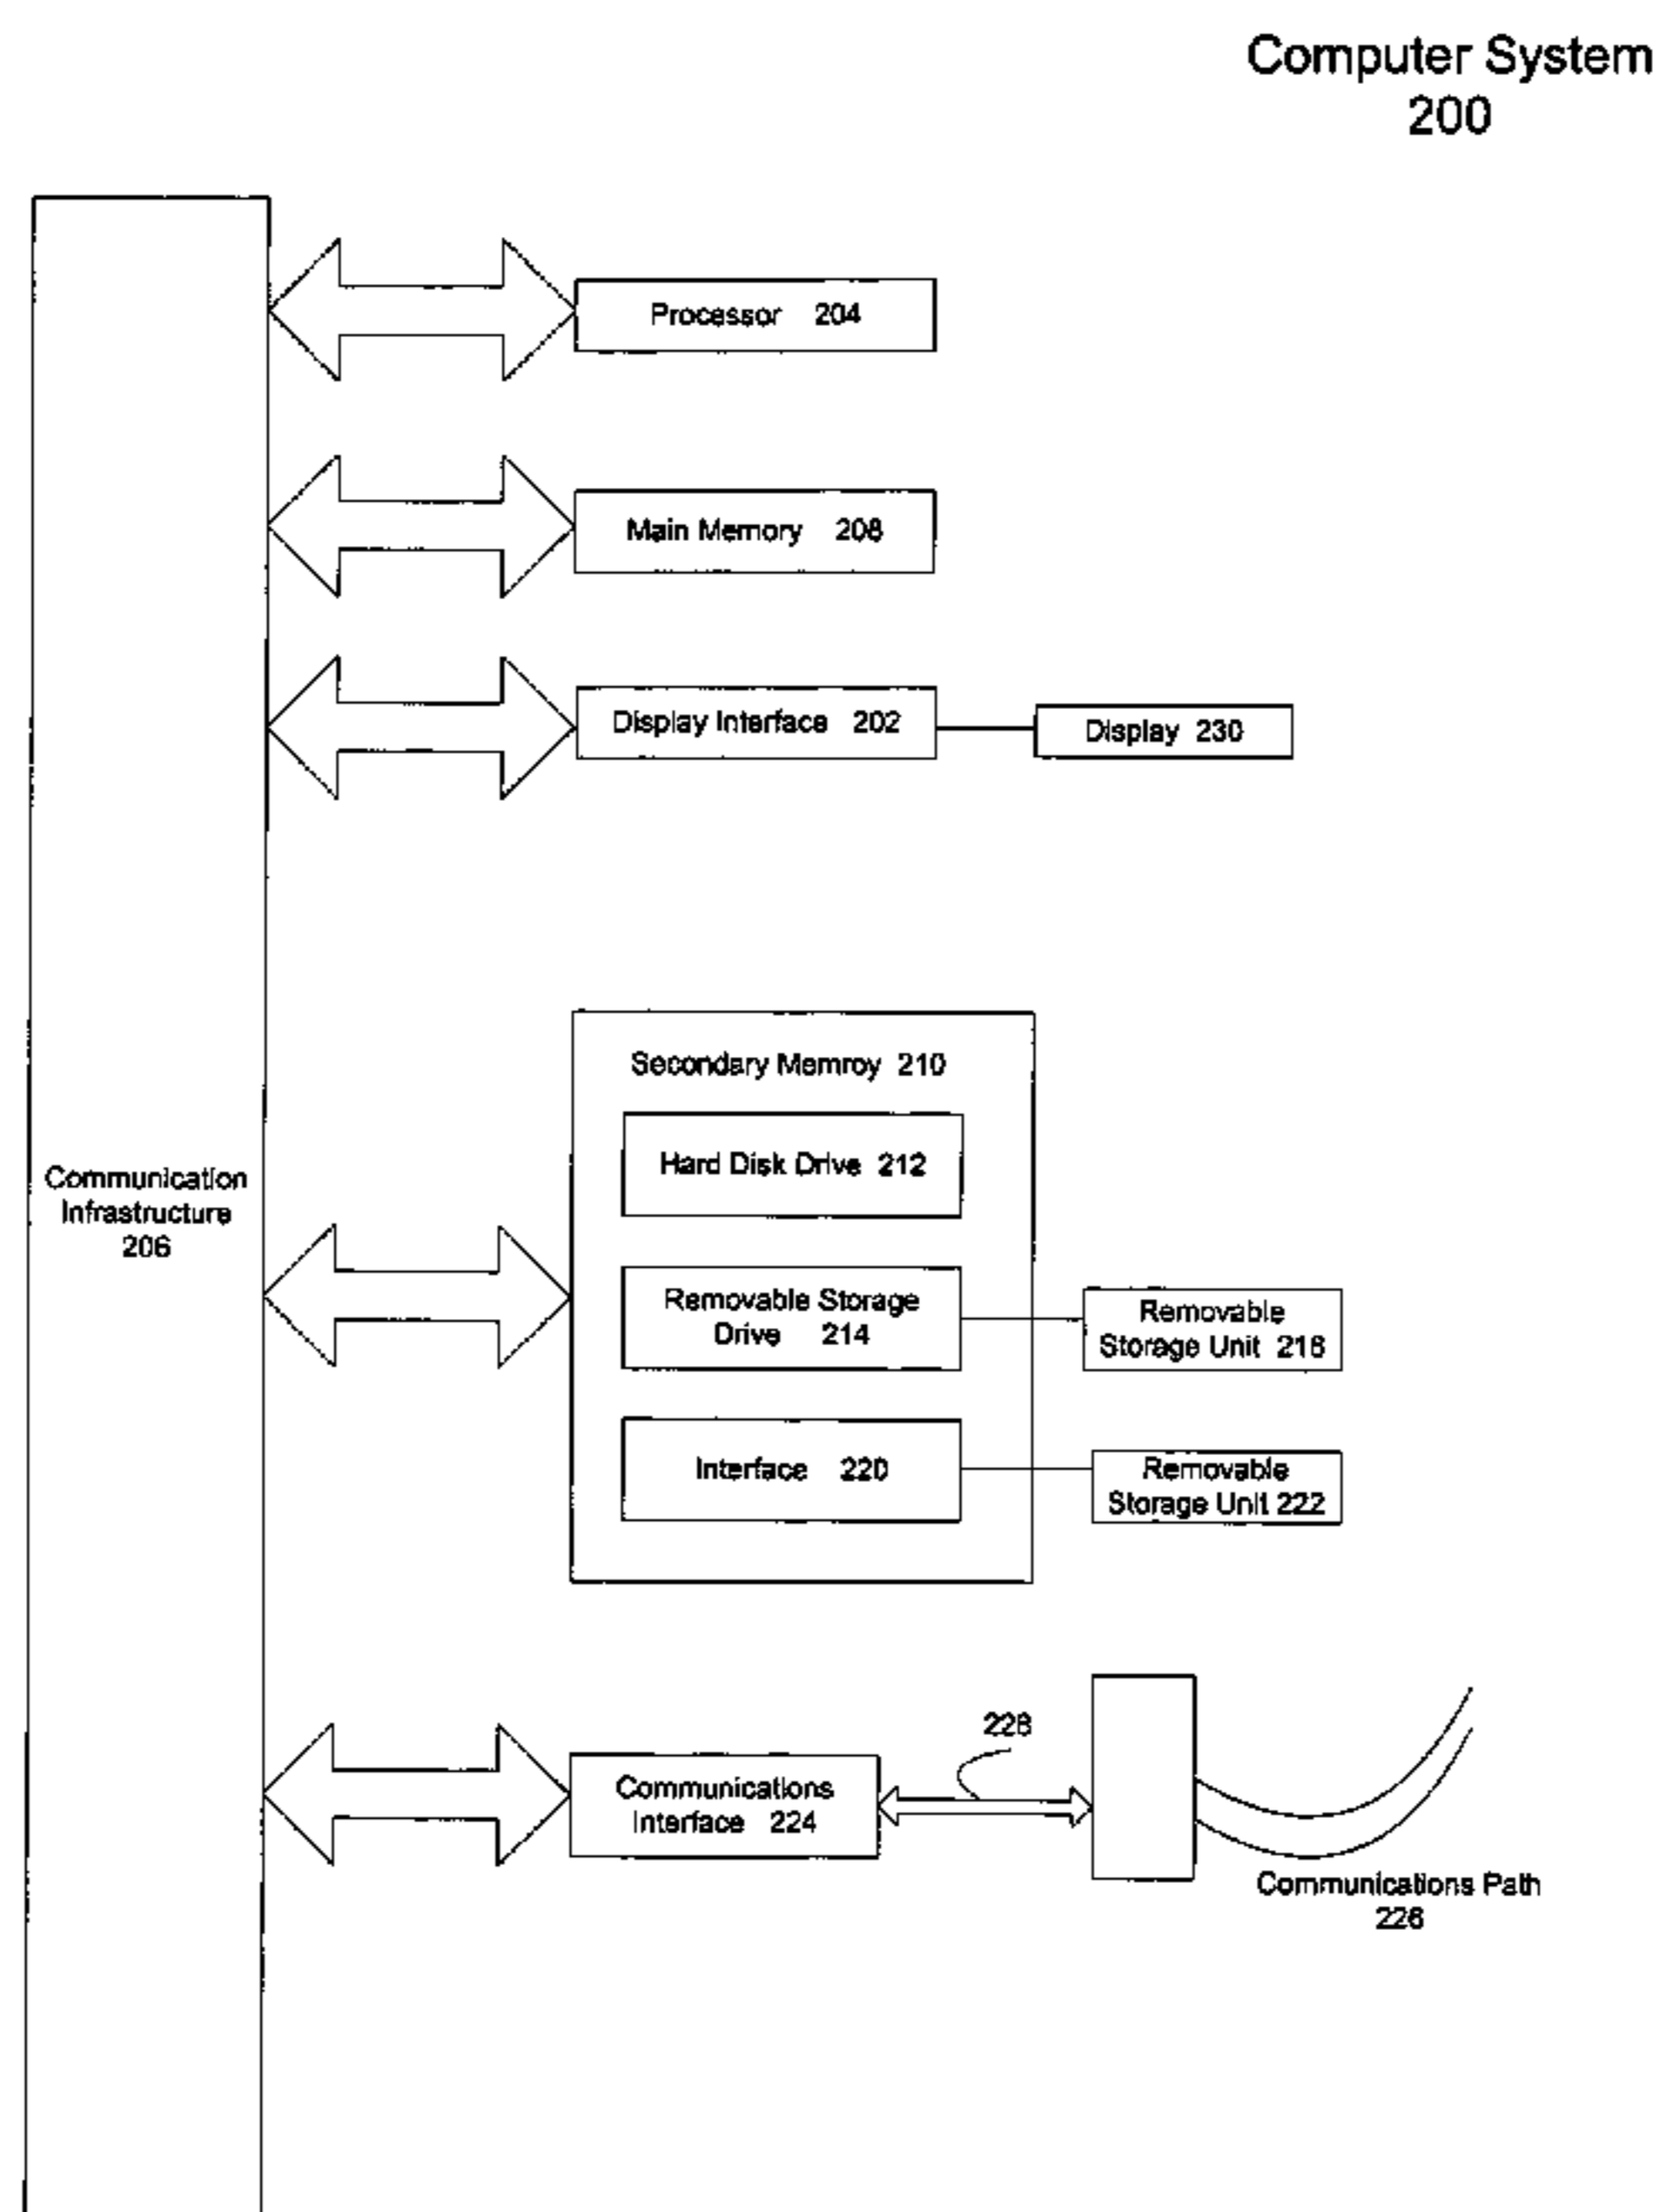 Computer System
200
Processor 204
Main Memory 208
Display Interface 202
Display 230
Secondary Memroy 210
Hard Disk Drive 212
Communication
Infrastructure
206
Removable Storage
Drive 214
Removable
Storage Unit 218
Interface 220
Removable
Storage Unit 222
228
Communications
Interface 224
Communications Path
226